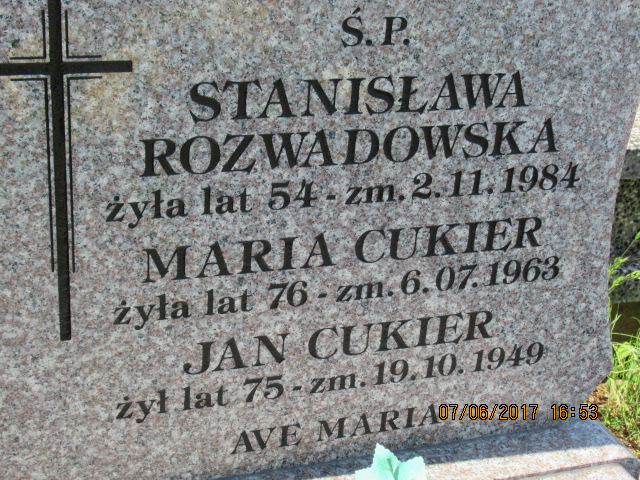 Ś.P.
STANISŁAWA
ROZWADOWSKA
żyła lat 54 - zm. 2.11.1984
MARIA CUKIER
żyła lat 76 - zm. 6.07.1963
JAN CUKIER
żył lat 75 - zm. 19.10.1949
AVE MARIA
07/06/2017 16:53